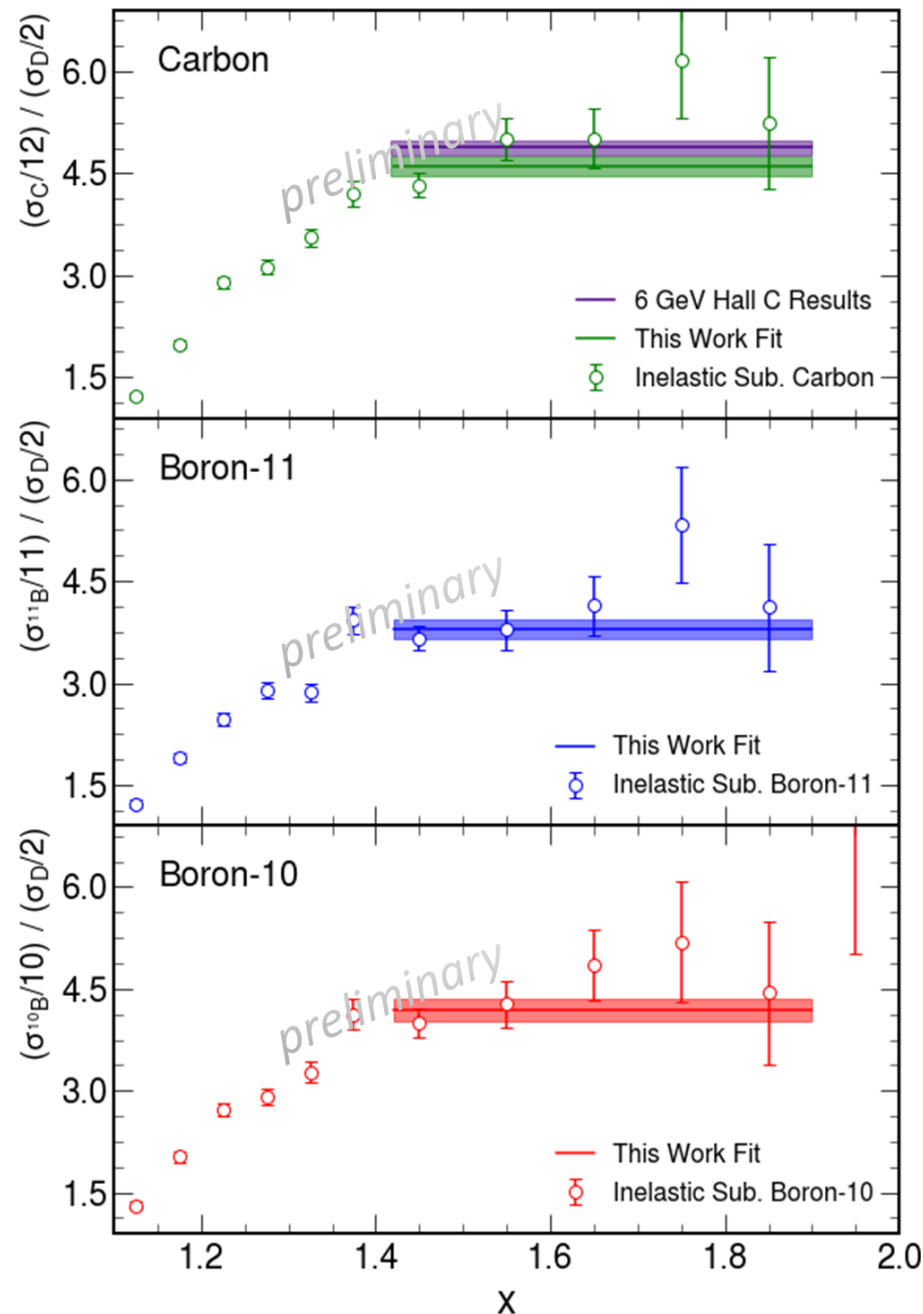 Carbon
preliminary
(σC/12) / (σD/2)
6.0
4.5
3.0
1.5
6 GeV Hall C Results
This Work Fit
Inelastic Sub. Carbon
Boron-11
preliminary
(σ¹¹B/11) / (σD/2)
6.0
4.5
3.0
1.5
This Work Fit
Inelastic Sub. Boron-11
Boron-10
preliminary
(σ¹⁰B/10) / (σD/2)
6.0
4.5
3.0
1.5
This Work Fit
Inelastic Sub. Boron-10
1.2 1.4 1.6 1.8 2.0
x